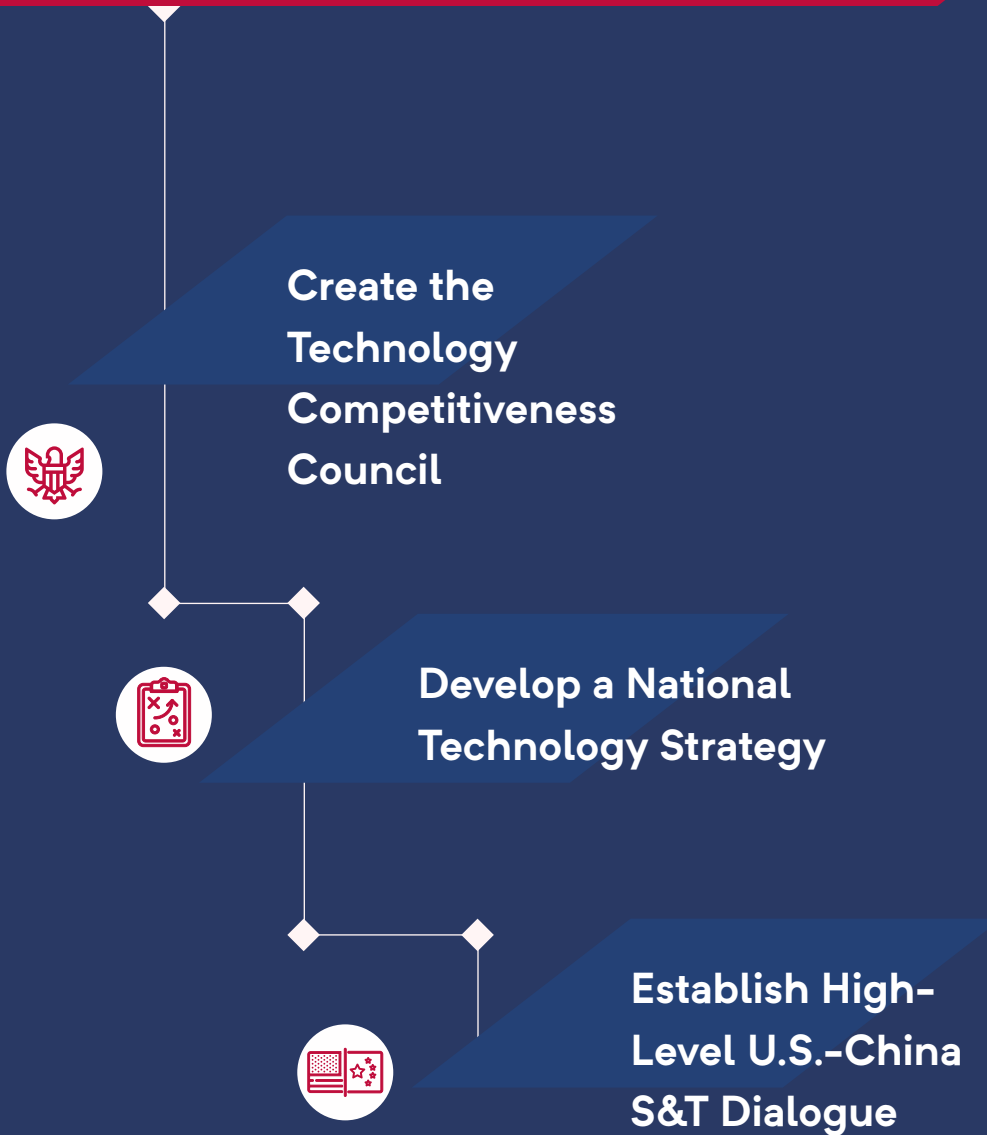 Create the
Technology
Competitiveness
Council
Develop a National
Technology Strategy
Establish High-
Level U.S.-China
S&T Dialogue